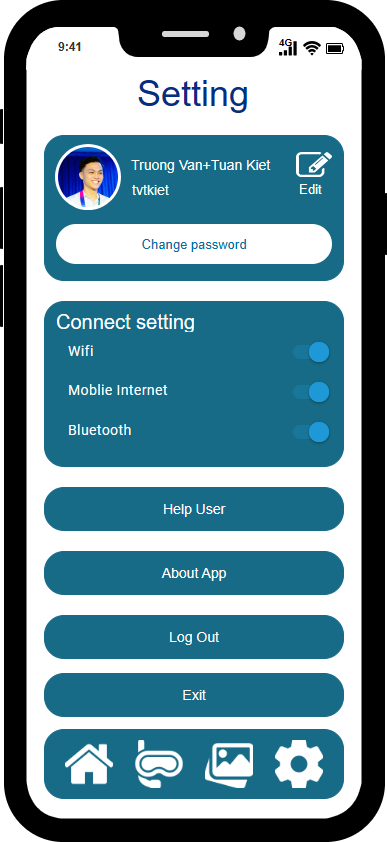 9:41
4G
Setting
Truong Van+Tuan Kiet
tvtkiet
Edit
Change password
Connect setting
Wifi
Moblie Internet
Bluetooth
Help User
About App
Log Out
Exit